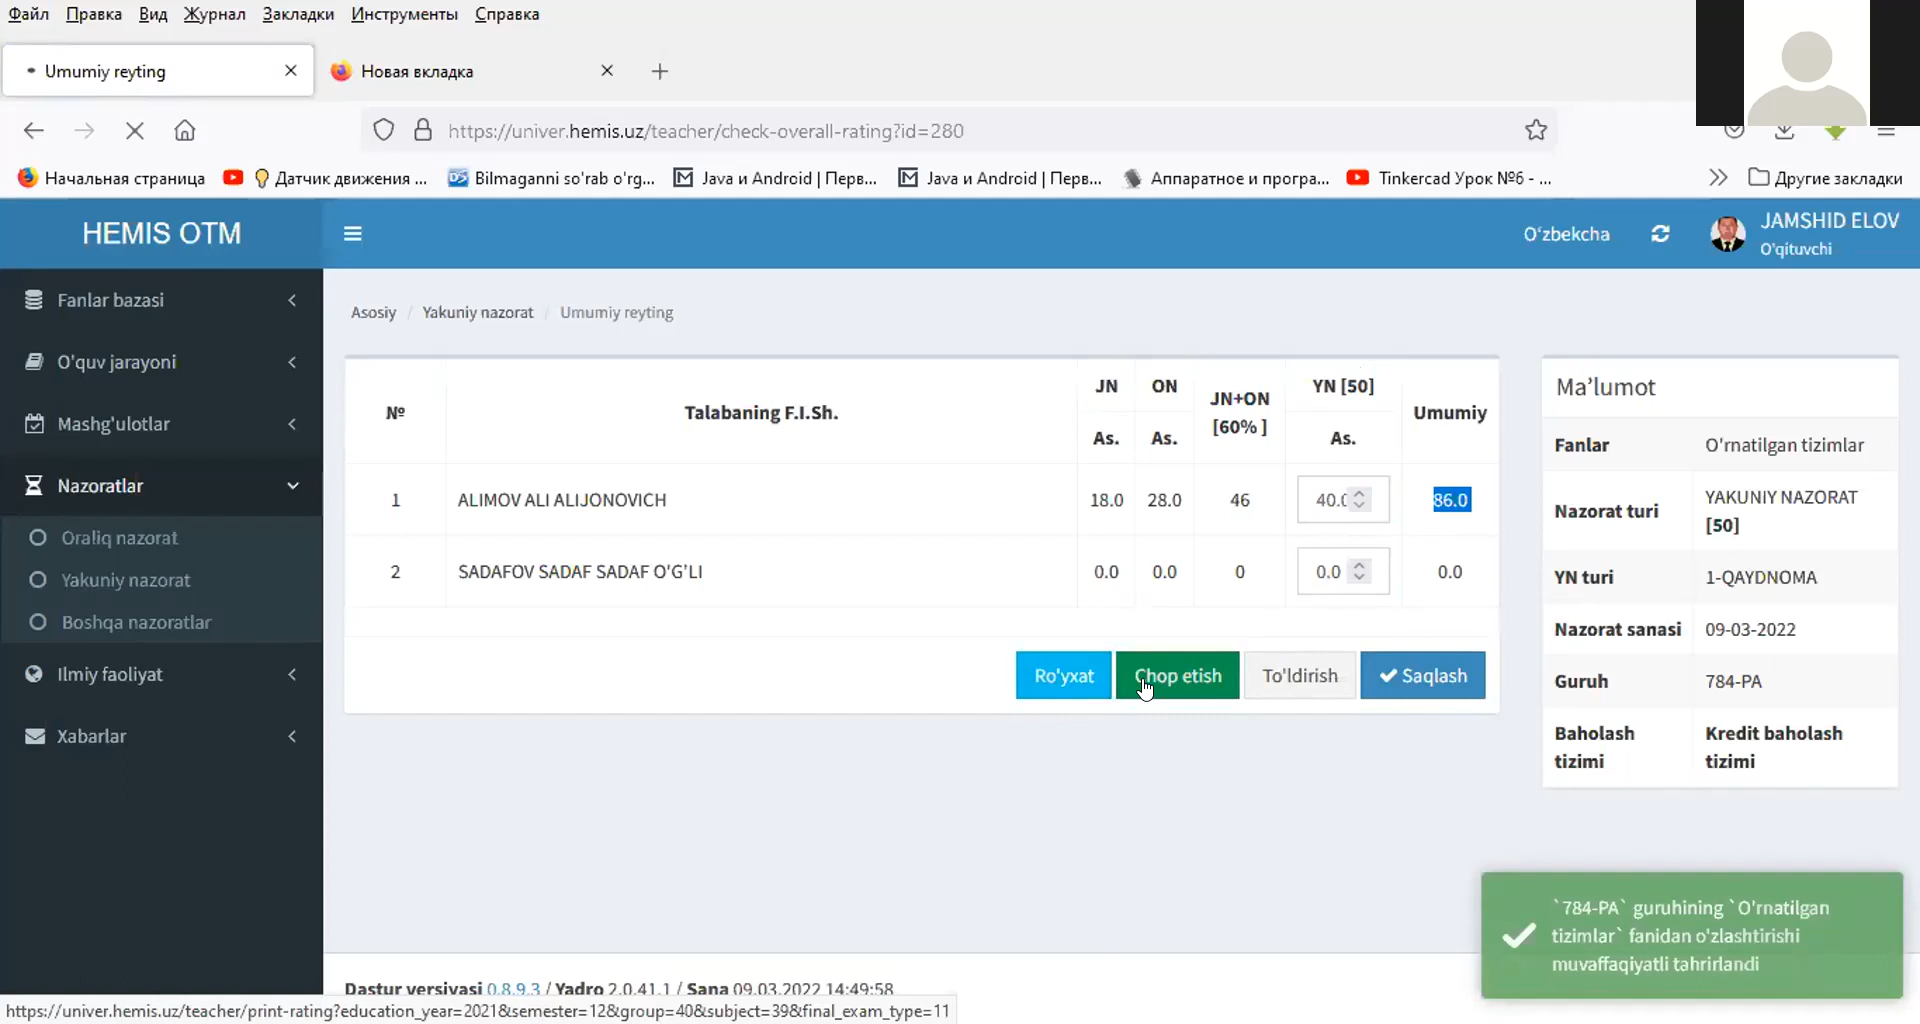 Файл Правка Вид Журнал Закладки Инструменты Справка
Umumiy reyting
Новая вкладка
https://univer.hemis.uz/teacher/check-overall-rating?id=280
Начальная страница
Датчик движения ...
Bilmaganni so'rab o'rg...
Java и Android | Перв...
Java и Android | Перв...
Аппаратное и програ...
Tinkercad Урок №6 - ...
Другие закладки
HEMIS OTM
O'zbekcha
JAMSHID ELOV
O'qituvchi
Fanlar bazasi
O'quv jarayoni
Mashg'ulotlar
Nazoratlar
Oraliq nazorat
Yakuniy nazorat
Boshqa nazoratlar
Ilmiy faoliyat
Xabarlar
Asosiy / Yakuniy nazorat / Umumiy reyting
№ Talabaning F.I.Sh. JN ON JN+ON [60% ] YN [50] Umumiy
As. As. As.
1 ALIMOV ALI ALIJONOVICH 18.0 28.0 46 40.0 86.0
2 SADAFOV SADAF SADAF O'G'LI 0.0 0.0 0 0.0 0.0
Ro'yxat Chop etish To'ldirish Saqlash
Ma'lumot
Fanlar O'rnatilgan tizimlar
Nazorat turi YAKUNIY NAZORAT [50]
YN turi 1-QAYDNOMA
Nazorat sanasi 09-03-2022
Guruh 784-PA
Baholash tizimi Kredit baholash tizimi
`784-PA` guruhining `O'rnatilgan
tizimlar` fanidan o'zlashtirishi
muvaffaqiyatli tahrirlandi
Dastur versiyasi 0.8.9.3 / Yadro 2.0.41.1 / Sana 09.03.2022 14:49:58
https://univer.hemis.uz/teacher/print-rating?education_year=2021&semester=12&group=40&subject=39&final_exam_type=11